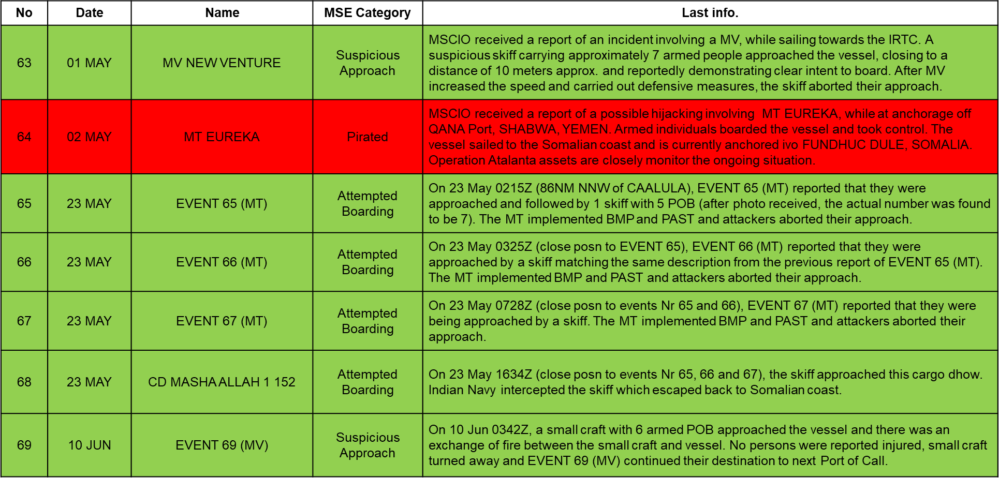 No Date Name MSE Category Last info.
63 01 MAY MV NEW VENTURE Suspicious Approach
MSCIO received a report of an incident involving a MV, while sailing towards the IRTC. A
suspicious skiff carrying approximately 7 armed people approached the vessel, closing to a
distance of 10 meters approx. and reportedly demonstrating clear intent to board. After MV
increased the speed and carried out defensive measures, the skiff aborted their approach.
64 02 MAY MT EUREKA Pirated
MSCIO received a report of a possible hijacking involving MT EUREKA, while at anchorage off
QANA Port, SHABWA, YEMEN. Armed individuals boarded the vessel and took control. The
vessel sailed to the Somalian coast and is currently anchored ivo FUNDHUC DULE, SOMALIA.
Operation Atalanta assets are closely monitor the ongoing situation.
65 23 MAY EVENT 65 (MT) Attempted Boarding
On 23 May 0215Z (86NM NNW of CAALULA), EVENT 65 (MT) reported that they were
approached and followed by 1 skiff with 5 POB (after photo received, the actual number was found
to be 7). The MT implemented BMP and PAST and attackers aborted their approach.
66 23 MAY EVENT 66 (MT) Attempted Boarding
On 23 May 0325Z (close posn to EVENT 65), EVENT 66 (MT) reported that they were
approached by a skiff matching the same description from the previous report of EVENT 65 (MT).
The MT implemented BMP and PAST and attackers aborted their approach.
67 23 MAY EVENT 67 (MT) Attempted Boarding
On 23 May 0728Z (close posn to events Nr 65 and 66), EVENT 67 (MT) reported that they were
being approached by a skiff. The MT implemented BMP and PAST and attackers aborted their
approach.
68 23 MAY CD MASHA ALLAH 1 152 Attempted Boarding
On 23 May 1634Z (close posn to events Nr 65, 66 and 67), the skiff approached this cargo dhow.
Indian Navy intercepted the skiff which escaped back to Somalian coast.
69 10 JUN EVENT 69 (MV) Suspicious Approach
On 10 Jun 0342Z, a small craft with 6 armed POB approached the vessel and there was an
exchange of fire between the small craft and vessel. No persons were reported injured, small craft
turned away and EVENT 69 (MV) continued their destination to next Port of Call.